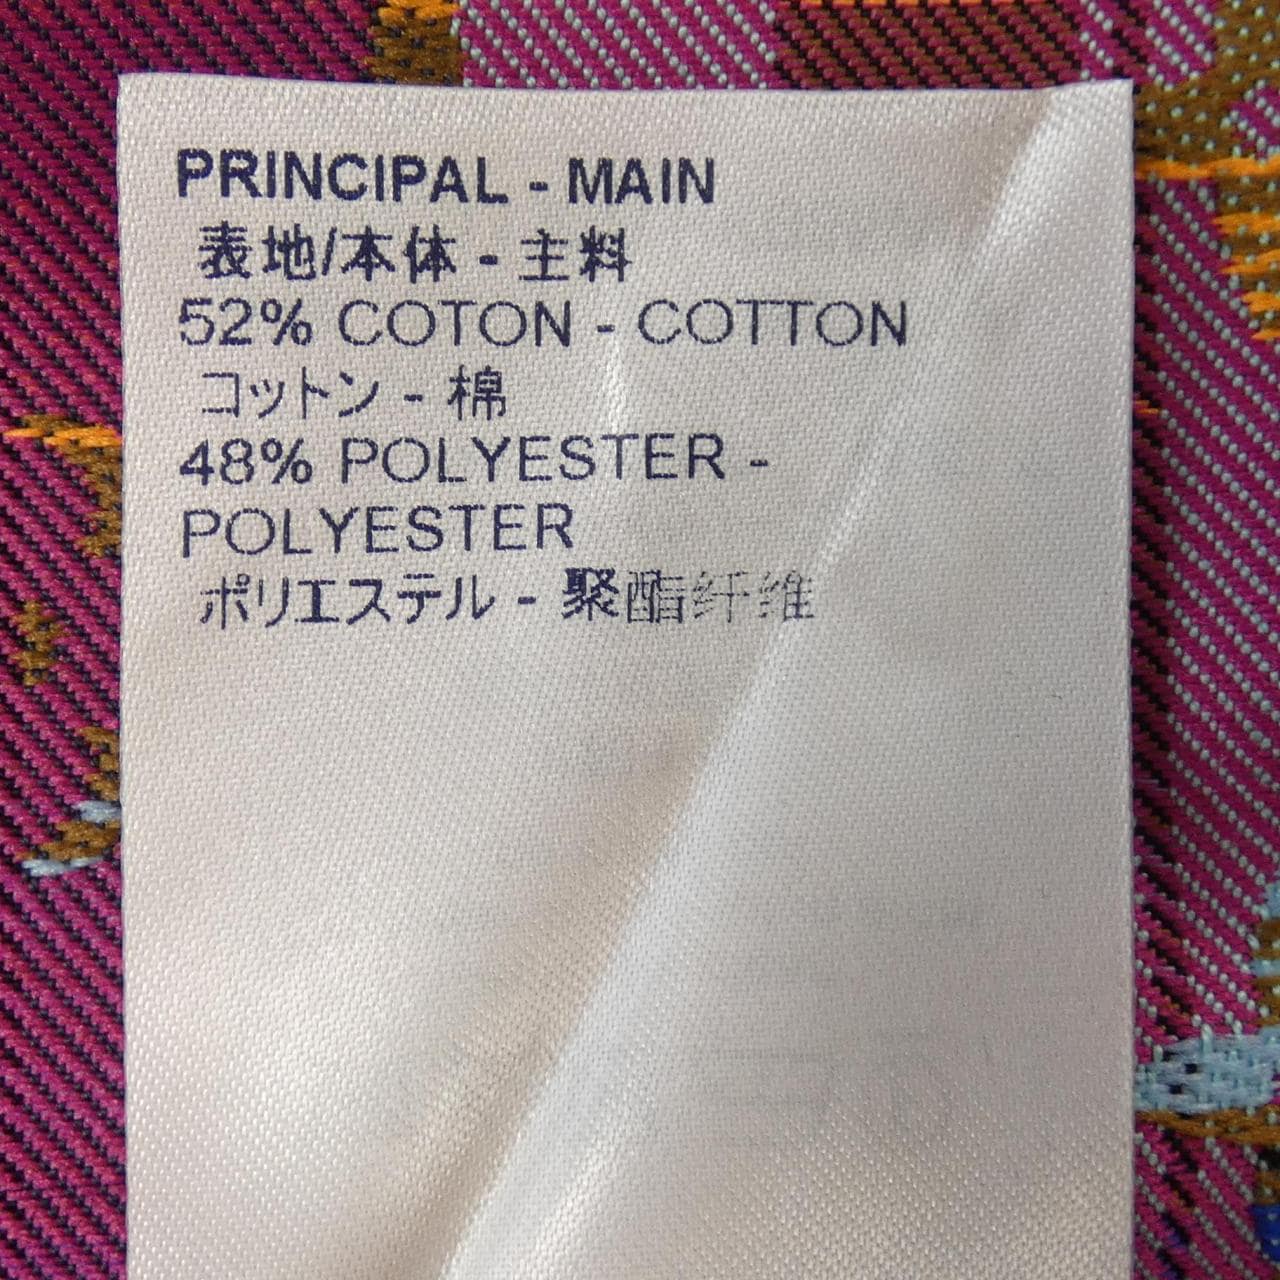 PRINCIPAL - MAIN
表地/本体 - 主料
52% COTON - COTTON
コットン - 棉
48% POLYESTER -
POLYESTER
ポリエステル - 聚酯纤维